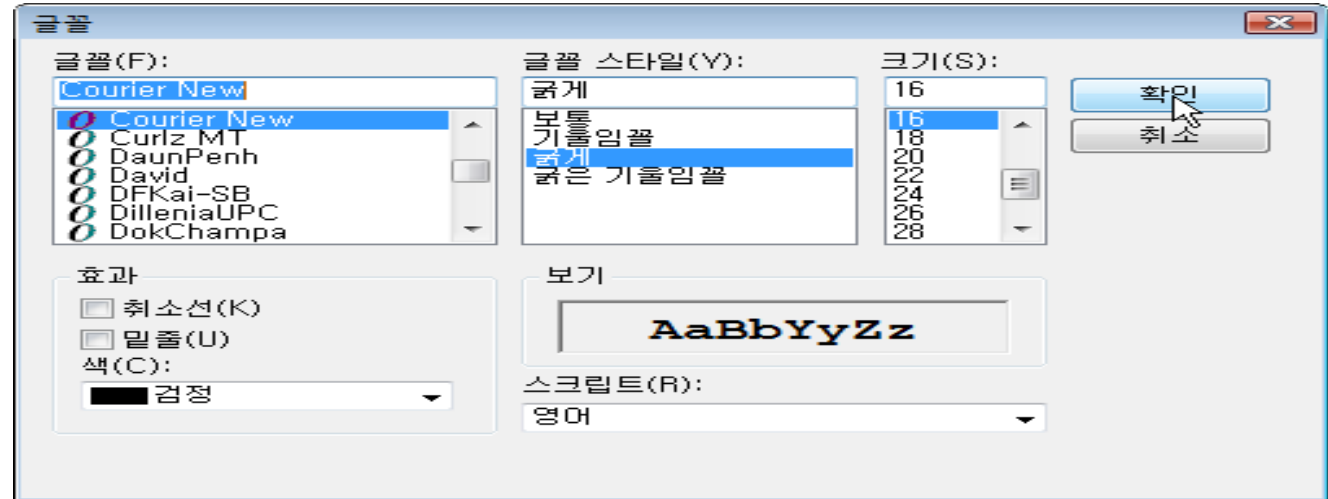 글꼴
글꼴(F):
Courier New
Courier New
Curlz MT
DaunPenh
David
DFKai-SB
DilleniaUPC
DokChampa
글꼴 스타일(Y):
굵게
보통
기울임꼴
굵게
굵은 기울임꼴
크기(S):
16
16
18
20
22
24
26
28
확인
취소
효과
취소선(K)
밑줄(U)
색(C):
검정
보기
AaBbYyZz
스크립트(R):
영어